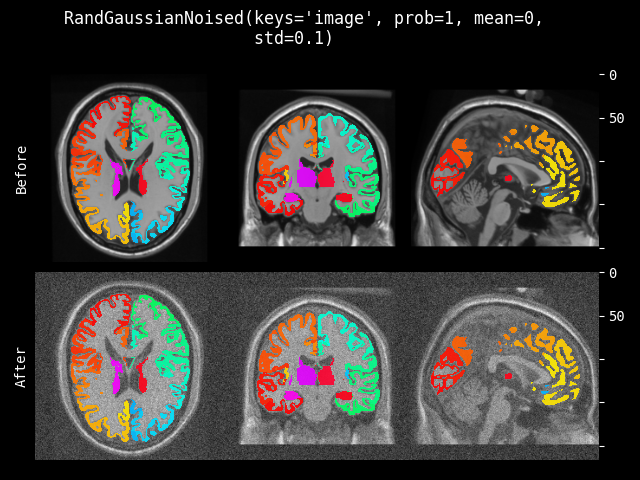 RandGaussianNoised(keys='image', prob=1, mean=0,
std=0.1)
Before
0
50
After
0
50